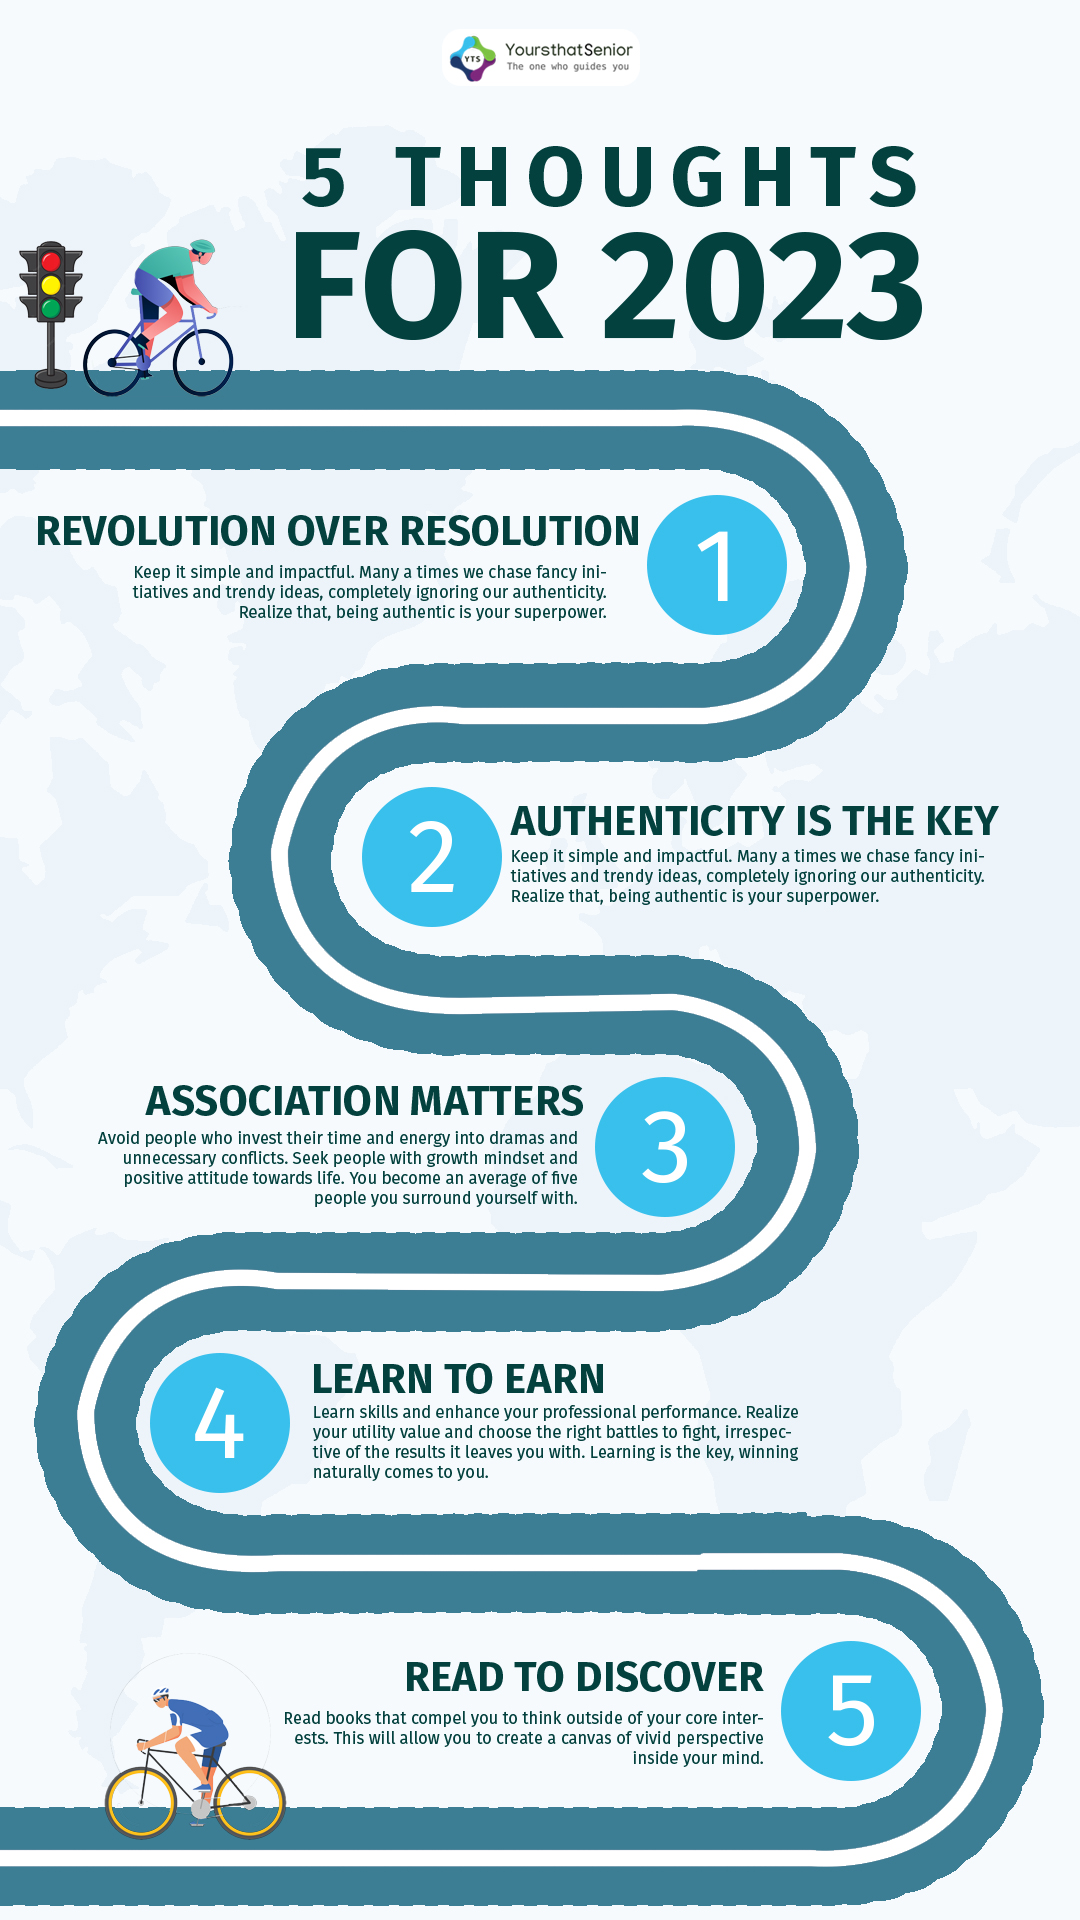 YTS
YoursthatSenior
The one who guides you
5 THOUGHTS
FOR 2023
REVOLUTION OVER RESOLUTION
Keep it simple and impactful. Many a times we chase fancy ini-
tiatives and trendy ideas, completely ignoring our authenticity.
Realize that, being authentic is your superpower.
1
2
AUTHENTICITY IS THE KEY
Keep it simple and impactful. Many a times we chase fancy ini-
tiatives and trendy ideas, completely ignoring our authenticity.
Realize that, being authentic is your superpower.
ASSOCIATION MATTERS
Avoid people who invest their time and energy into dramas and
unnecessary conflicts. Seek people with growth mindset and
positive attitude towards life. You become an average of five
people you surround yourself with.
3
4
LEARN TO EARN
Learn skills and enhance your professional performance. Realize
your utility value and choose the right battles to fight, irrespec-
tive of the results it leaves you with. Learning is the key, winning
naturally comes to you.
READ TO DISCOVER
Read books that compel you to think outside of your core inter-
ests. This will allow you to create a canvas of vivid perspective
inside your mind.
5